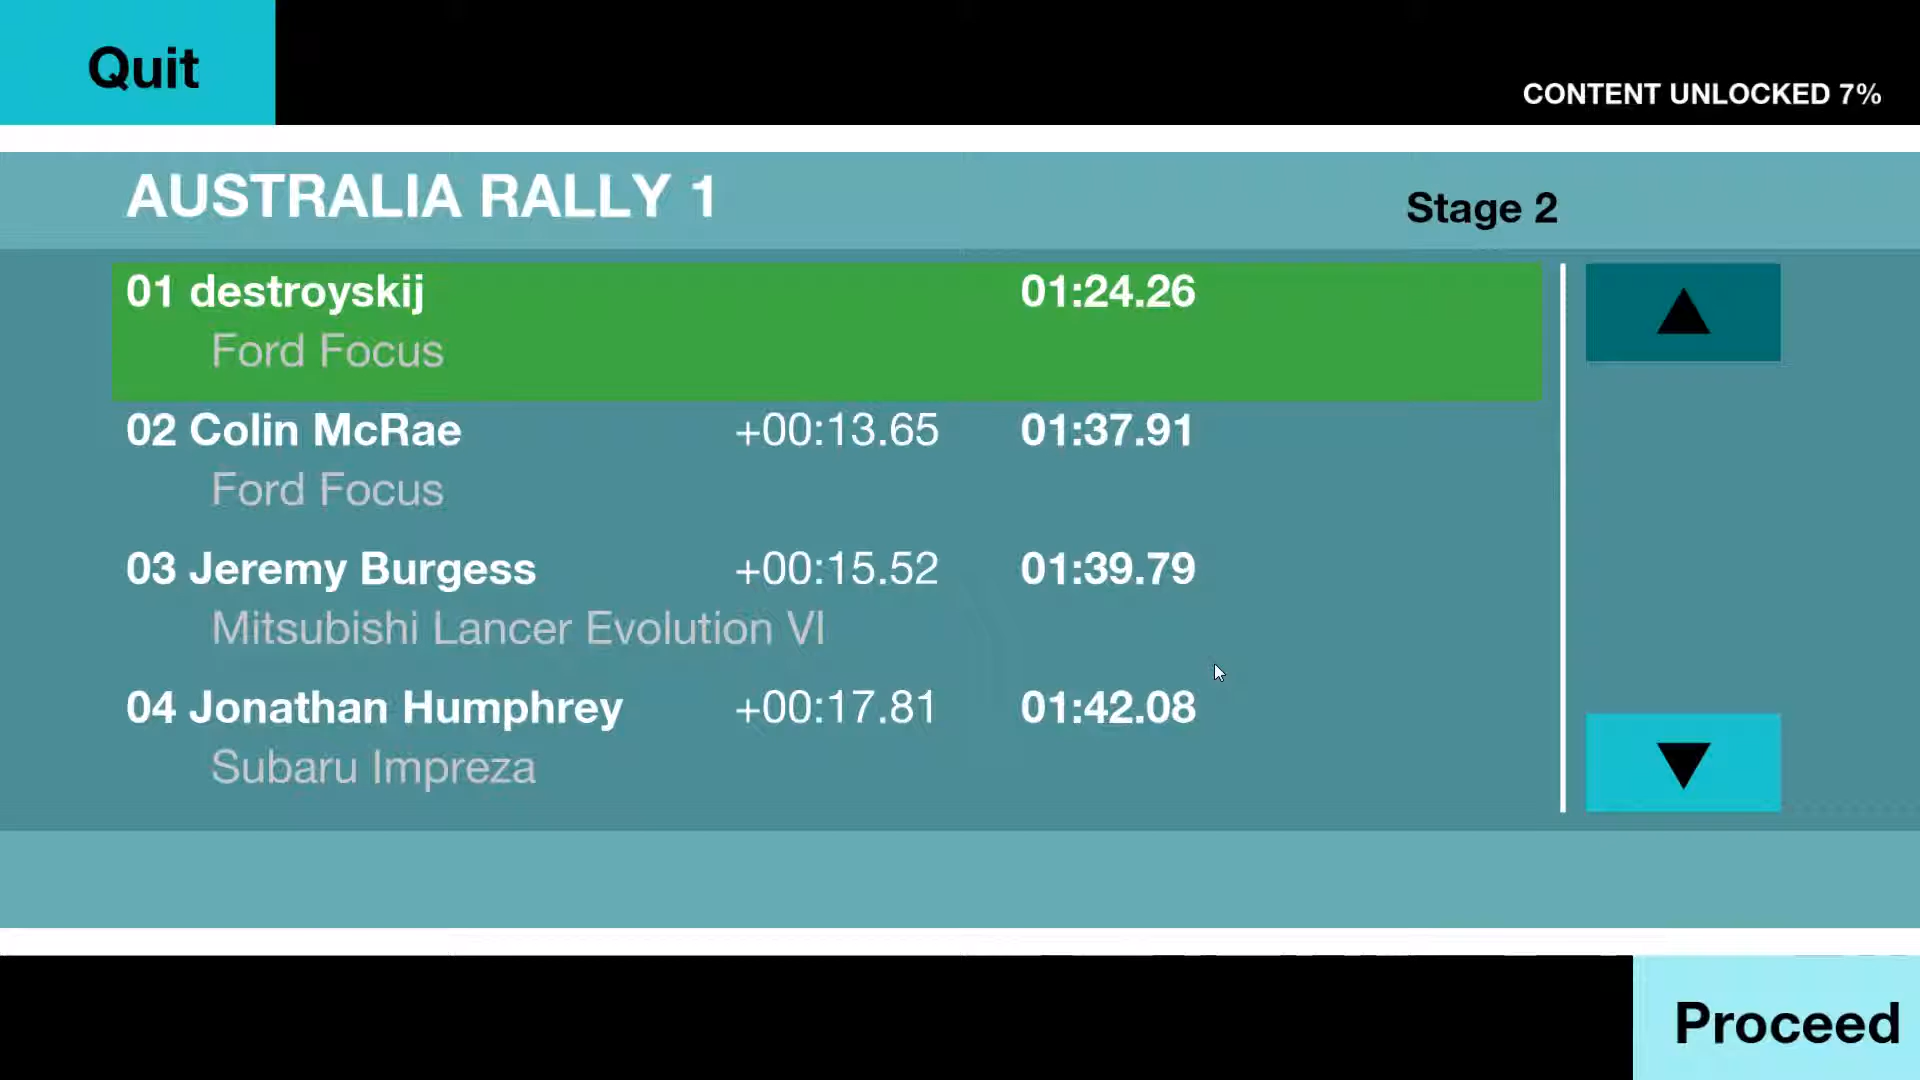 Quit
CONTENT UNLOCKED 7%
AUSTRALIA RALLY 1
Stage 2
01 destroyskij 01:24.26
Ford Focus
02 Colin McRae +00:13.65 01:37.91
Ford Focus
03 Jeremy Burgess +00:15.52 01:39.79
Mitsubishi Lancer Evolution VI
04 Jonathan Humphrey +00:17.81 01:42.08
Subaru Impreza
Proceed